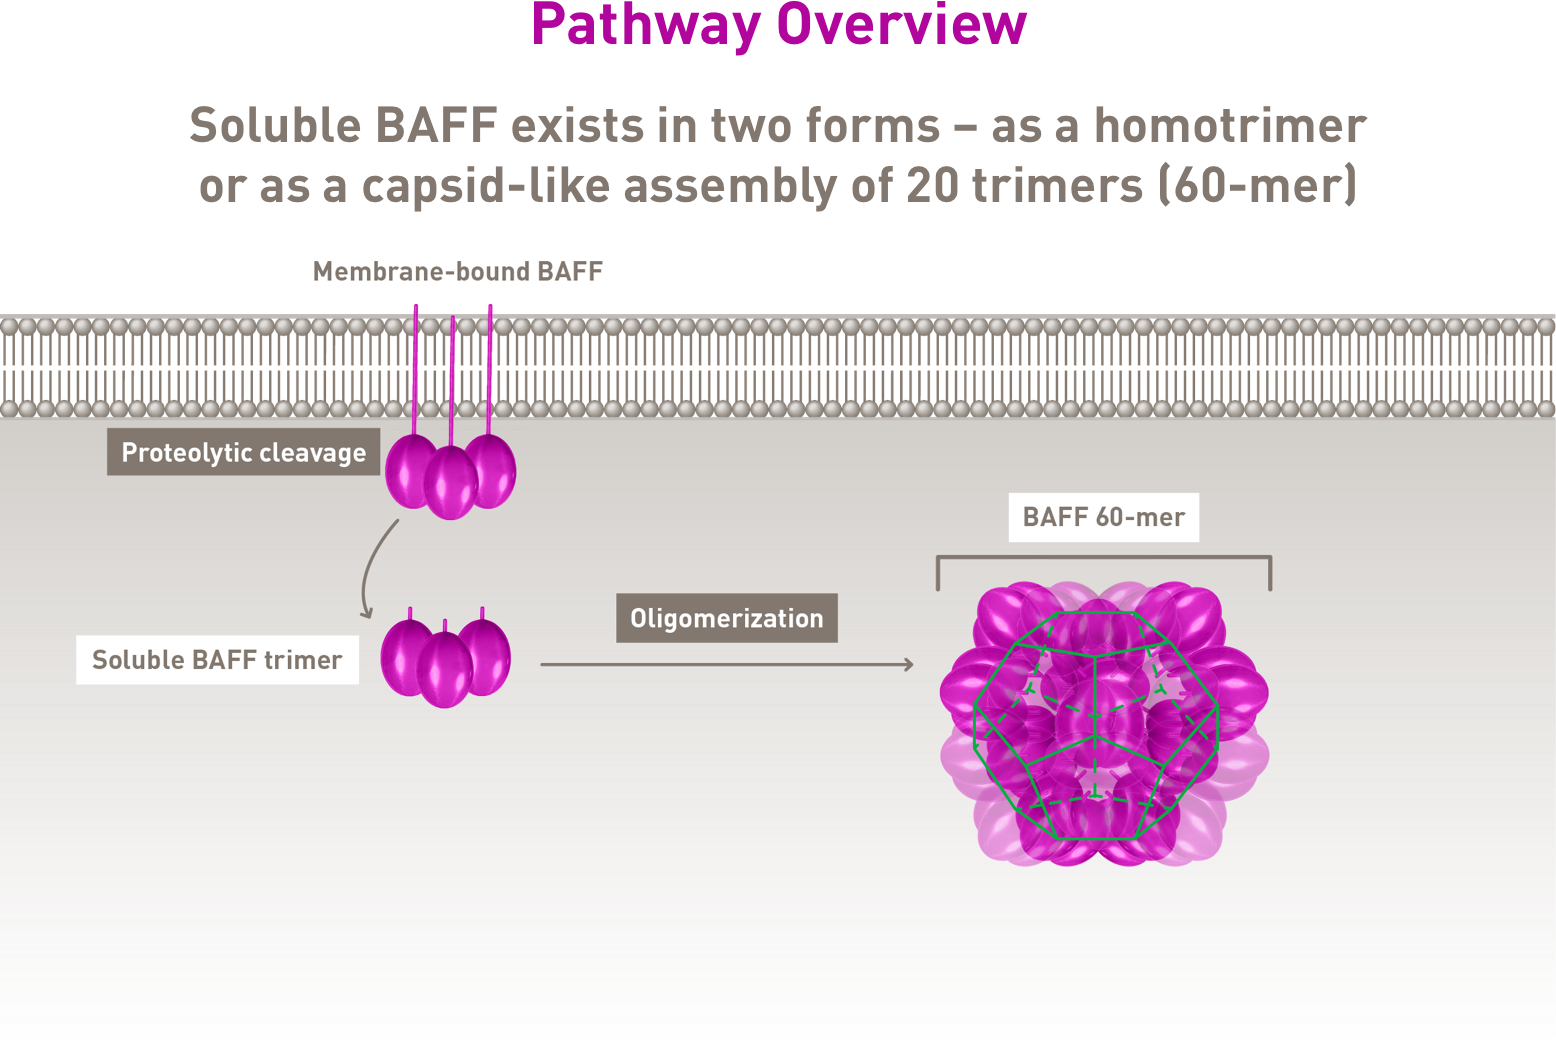 Pathway Overview
Soluble BAFF exists in two forms – as a homotrimer
or as a capsid-like assembly of 20 trimers (60-mer)
Membrane-bound BAFF
Proteolytic cleavage
BAFF 60-mer
Oligomerization
Soluble BAFF trimer